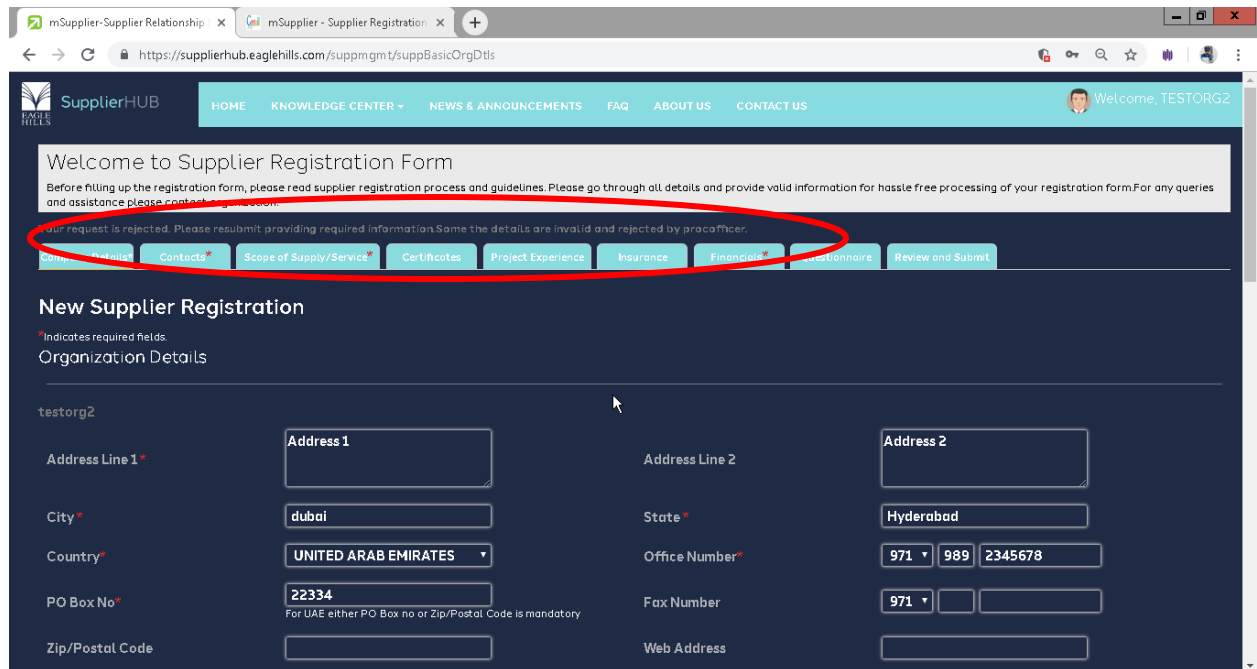 mSupplier-Supplier Relationship
mSupplier - Supplier Registration
https://supplierhub.eaglehills.com/suppmgmt/suppBasicOrgDtls
EAGLE HILLS
SupplierHUB
HOME KNOWLEDGE CENTER NEWS & ANNOUNCEMENTS FAQ ABOUT US CONTACT US
Welcome, TESTORG2
Welcome to Supplier Registration Form
Before filling up the registration form, please read supplier registration process and guidelines. Please go through all details and provide valid information for hassle free processing of your registration form.For any queries
and assistance please contact organization.
Your request is rejected. Please resubmit providing required information.Some the details are invalid and rejected by procofficer.
Company Details* Contacts* Scope of Supply/Service* Certificates Project Experience Insurance Financials* Questionnaire Review and Submit
New Supplier Registration
*Indicates required fields.
Organization Details
testorg2
Address Line 1* Address 1 Address Line 2 Address 2
City* dubai State* Hyderabad
Country* UNITED ARAB EMIRATES Office Number* 971 989 2345678
PO Box No* 22334 Fax Number 971
For UAE either PO Box no or Zip/Postal Code is mandatory
Zip/Postal Code Web Address